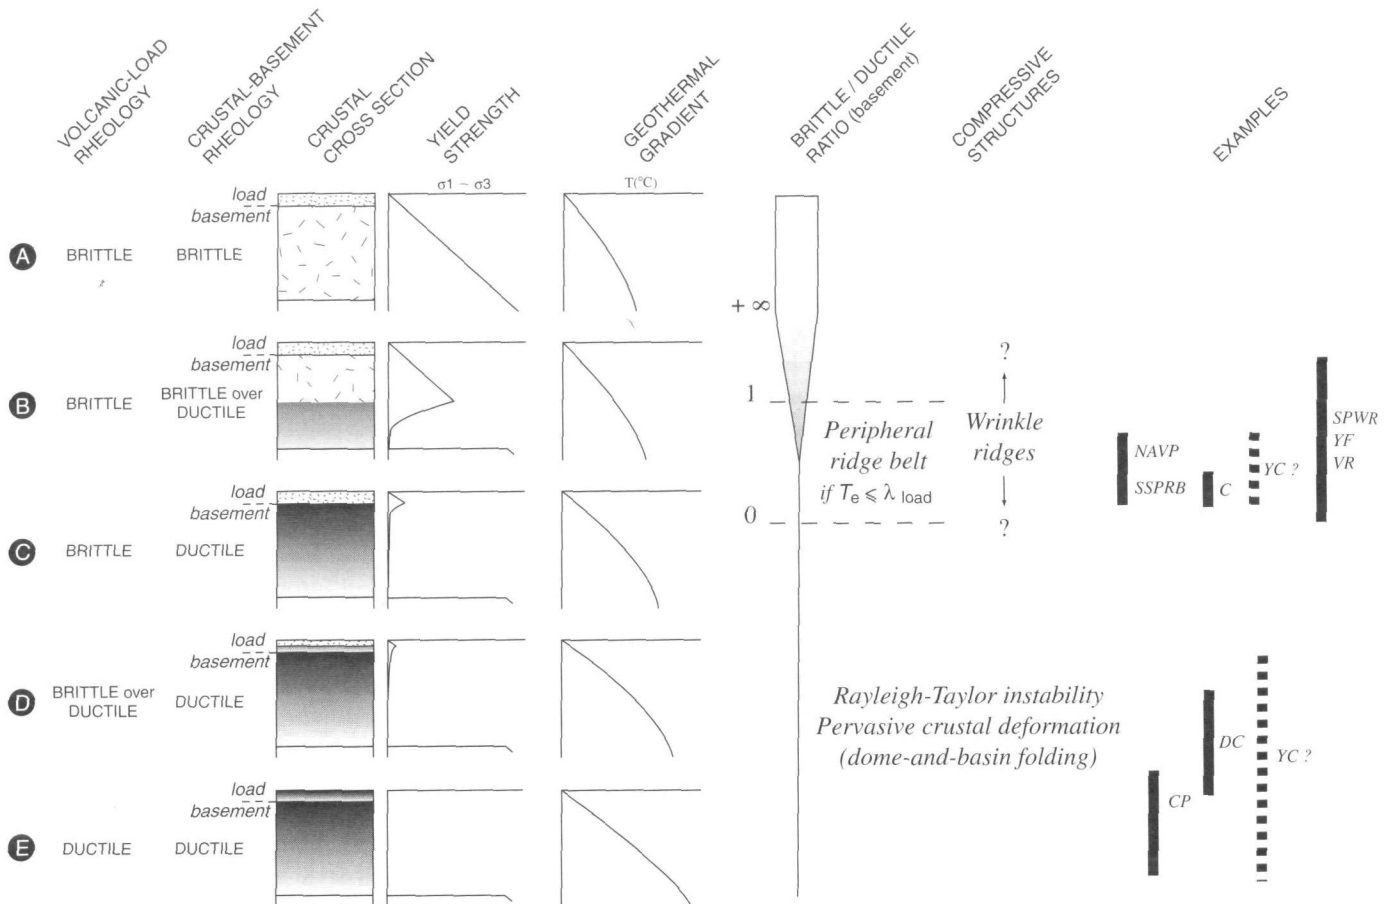 VOLCANIC-LOAD
RHEOLOGY
CRUSTAL-BASEMENT
RHEOLOGY
CRUSTAL
CROSS SECTION
YIELD
STRENGTH
GEOTHERMAL
GRADIENT
BRITTLE / DUCTILE
RATIO (basement)
COMPRESSIVE
STRUCTURES
EXAMPLES
σ1 – σ3
T(°C)
load
basement
A BRITTLE BRITTLE
+ ∞
load
basement
B BRITTLE
BRITTLE over
DUCTILE
1
Peripheral
ridge belt
if Te ⩽ λ load
?
Wrinkle
ridges
?
NAVP
SSPRB
C
YC ?
SPWR
YF
VR
load
basement
0
C BRITTLE DUCTILE
load
basement
D
BRITTLE over
DUCTILE
DUCTILE
Rayleigh-Taylor instability
Pervasive crustal deformation
(dome-and-basin folding)
DC
YC ?
CP
load
basement
E DUCTILE DUCTILE